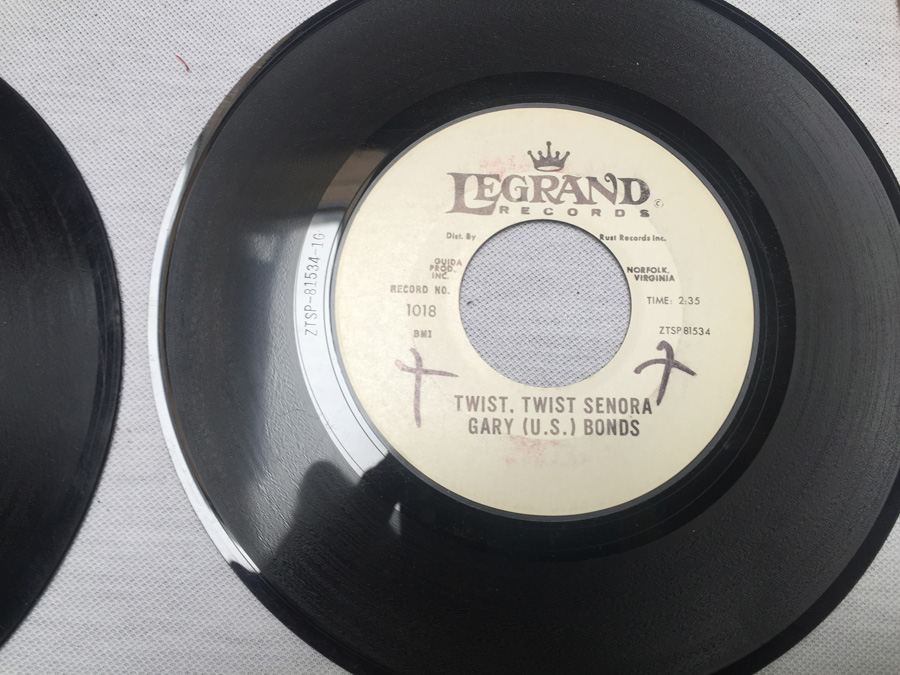 LEGRAND
RECORDS ©
Dist. By Rust Records Inc.
GUIDA
PROD.
INC.
NORFOLK,
VIRGINIA
RECORD NO.
1018
BMI
TIME: 2:35
ZTSP 81534
TWIST, TWIST SENORA
GARY (U.S.) BONDS
ZTSP-81534-1G